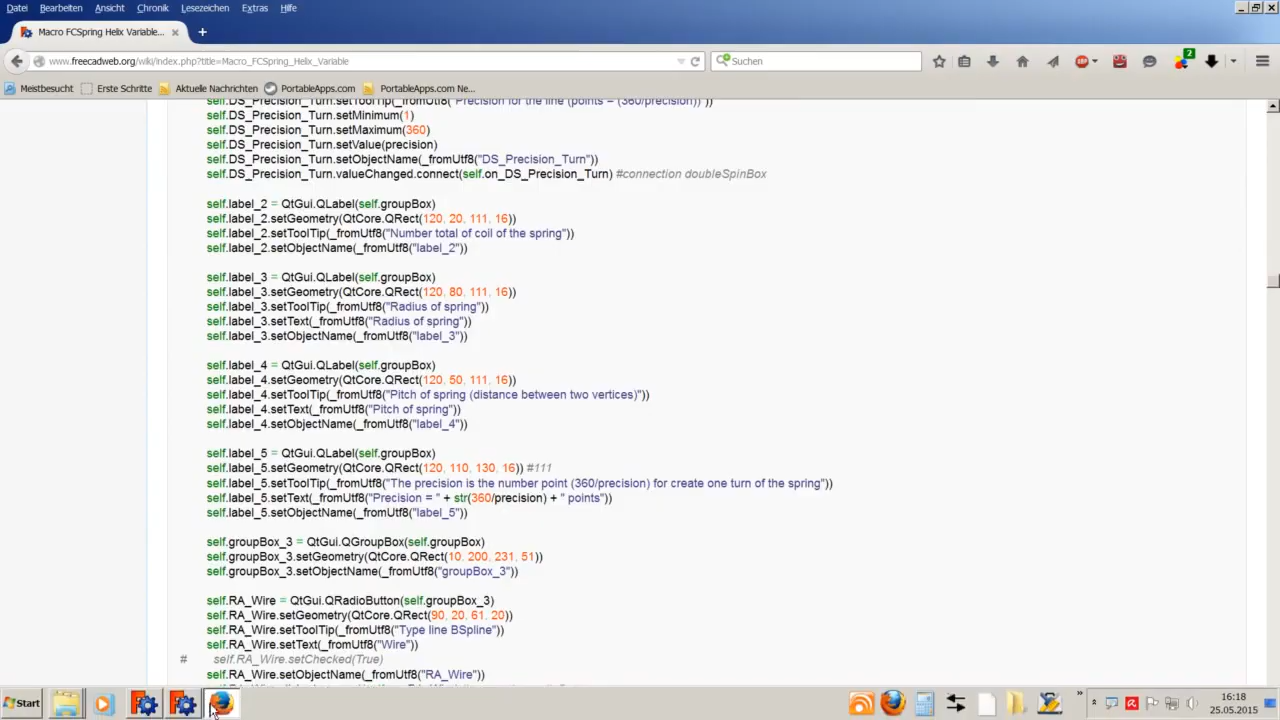 Datei Bearbeiten Ansicht Chronik Lesezeichen Extras Hilfe
Macro FCSpring Helix Variable...
www.freecadweb.org/wiki/index.php?title=Macro_FCSpring_Helix_Variable
Suchen
2
Meistbesucht Erste Schritte Aktuelle Nachrichten PortableApps.com PortableApps.com Ne...
self.DS_Precision_Turn.setToolTip(_fromUtf8("Precision for the line (points = (360/precision))"))
self.DS_Precision_Turn.setMinimum(1)
self.DS_Precision_Turn.setMaximum(360)
self.DS_Precision_Turn.setValue(precision)
self.DS_Precision_Turn.setObjectName(_fromUtf8("DS_Precision_Turn"))
self.DS_Precision_Turn.valueChanged.connect(self.on_DS_Precision_Turn) #connection doubleSpinBox
self.label_2 = QtGui.QLabel(self.groupBox)
self.label_2.setGeometry(QtCore.QRect(120, 20, 111, 16))
self.label_2.setToolTip(_fromUtf8("Number total of coil of the spring"))
self.label_2.setObjectName(_fromUtf8("label_2"))
self.label_3 = QtGui.QLabel(self.groupBox)
self.label_3.setGeometry(QtCore.QRect(120, 80, 111, 16))
self.label_3.setToolTip(_fromUtf8("Radius of spring"))
self.label_3.setText(_fromUtf8("Radius of spring"))
self.label_3.setObjectName(_fromUtf8("label_3"))
self.label_4 = QtGui.QLabel(self.groupBox)
self.label_4.setGeometry(QtCore.QRect(120, 50, 111, 16))
self.label_4.setToolTip(_fromUtf8("Pitch of spring (distance between two vertices)"))
self.label_4.setText(_fromUtf8("Pitch of spring"))
self.label_4.setObjectName(_fromUtf8("label_4"))
self.label_5 = QtGui.QLabel(self.groupBox)
self.label_5.setGeometry(QtCore.QRect(120, 110, 130, 16)) #111
self.label_5.setToolTip(_fromUtf8("The precision is the number point (360/precision) for create one turn of the spring"))
self.label_5.setText(_fromUtf8("Precision = " + str(360/precision) + " points"))
self.label_5.setObjectName(_fromUtf8("label_5"))
self.groupBox_3 = QtGui.QGroupBox(self.groupBox)
self.groupBox_3.setGeometry(QtCore.QRect(10, 200, 231, 51))
self.groupBox_3.setObjectName(_fromUtf8("groupBox_3"))
self.RA_Wire = QtGui.QRadioButton(self.groupBox_3)
self.RA_Wire.setGeometry(QtCore.QRect(90, 20, 61, 20))
self.RA_Wire.setToolTip(_fromUtf8("Type line BSpline"))
self.RA_Wire.setText(_fromUtf8("Wire"))
# self.RA_Wire.setChecked(True)
self.RA_Wire.setObjectName(_fromUtf8("RA_Wire"))
Start
16:18
25.05.2015